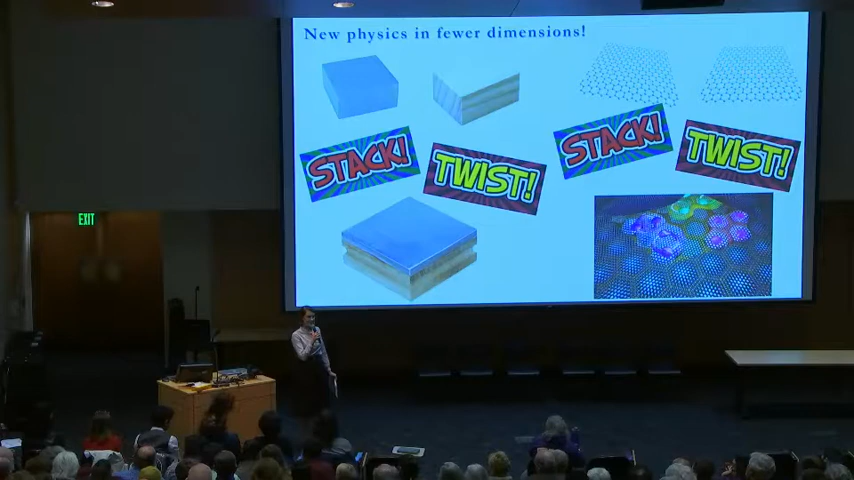 New physics in fewer dimensions!
STACK!
TWIST!
STACK!
TWIST!
EXIT